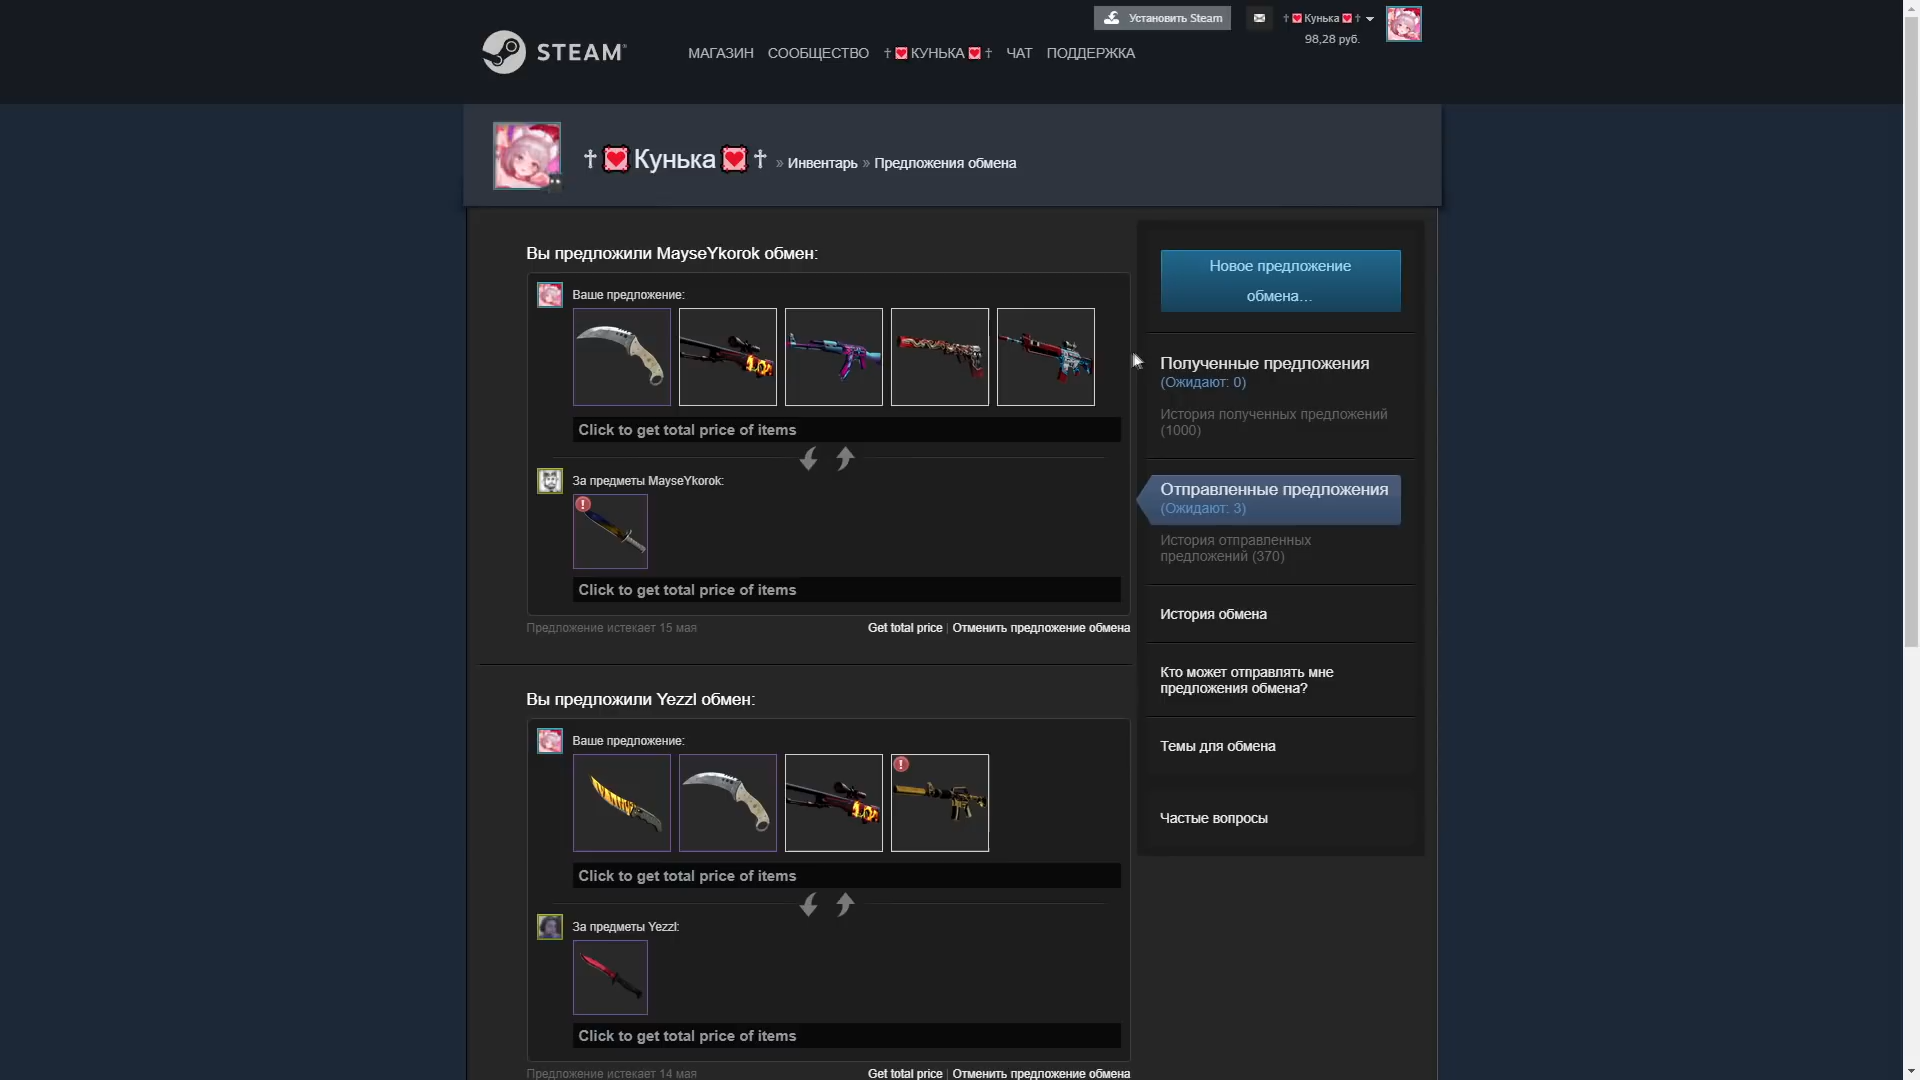 Установить Steam
† Кунька †
98,28 руб.
STEAM
МАГАЗИН СООБЩЕСТВО † КУНЬКА † ЧАТ ПОДДЕРЖКА
† Кунька † » Инвентарь » Предложения обмена
Вы предложили MayseYkorok обмен:
Ваше предложение:
Click to get total price of items
За предметы MayseYkorok:
!
Click to get total price of items
Предложение истекает 15 мая
Get total price | Отменить предложение обмена
Вы предложили Yezzl обмен:
Ваше предложение:
!
Click to get total price of items
За предметы Yezzl:
Click to get total price of items
Предложение истекает 14 мая
Get total price | Отменить предложение обмена
Новое предложение
обмена…
Полученные предложения
(Ожидают: 0)
История полученных предложений
(1000)
Отправленные предложения
(Ожидают: 3)
История отправленных
предложений (370)
История обмена
Кто может отправлять мне
предложения обмена?
Темы для обмена
Частые вопросы